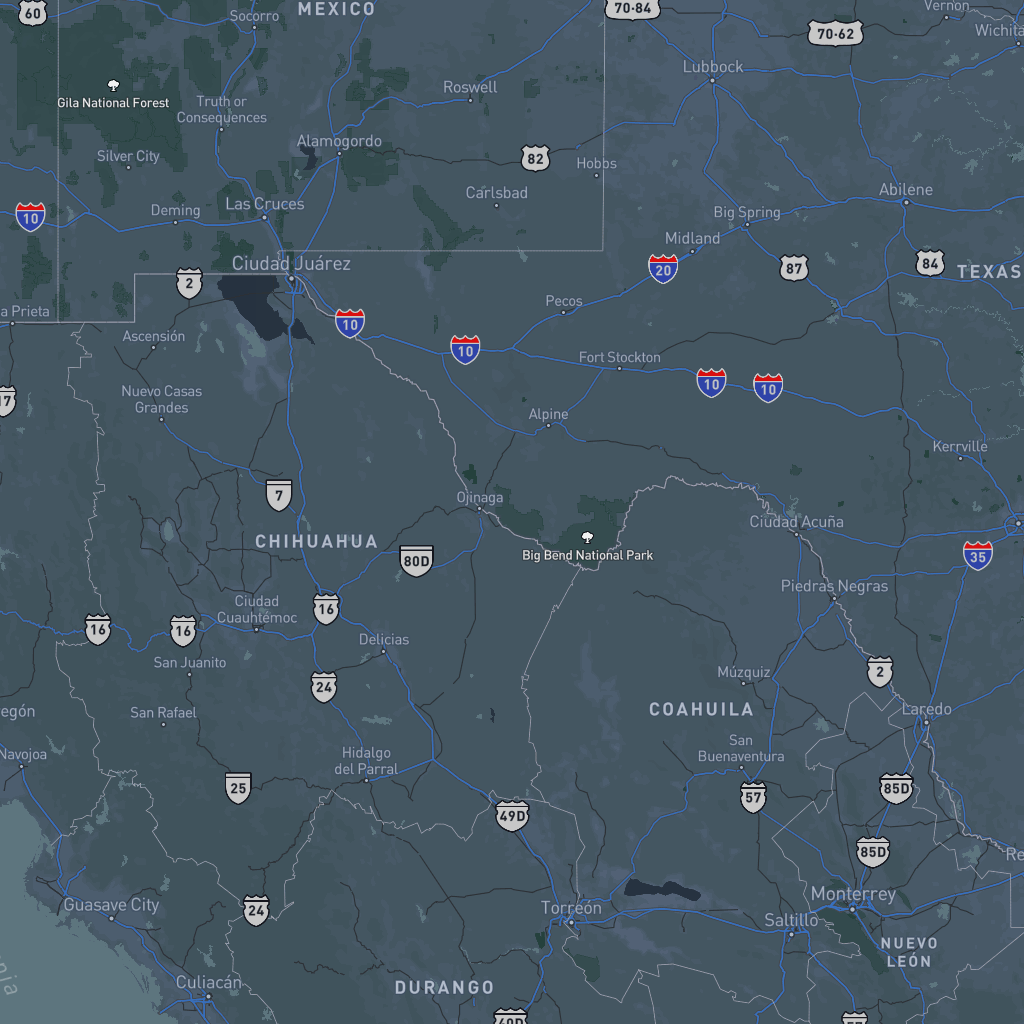 60
Socorro
MEXICO
70-84
Vernon
70-62
Wichita
Lubbock
Gila National Forest
Truth or
Consequences
Roswell
Alamogordo
Silver City
82
Hobbs
Carlsbad
Abilene
10
Deming
Las Cruces
Big Spring
Midland
Ciudad Juárez
20
87
84
TEXAS
2
a Prieta
Pecos
10
Ascensión
10
Fort Stockton
10
10
17
Nuevo Casas
Grandes
Alpine
Kerrville
7
Ojinaga
Ciudad Acuña
CHIHUAHUA
80D
Big Bend National Park
35
Piedras Negras
Ciudad
Cuauhtémoc
16
16
16
Delicias
San Juanito
Múzquiz
2
24
COAHUILA
Laredo
egón
San Rafael
Navojoa
Hidalgo
del Parral
San
Buenaventura
25
57
85D
49D
85D
Re
Guasave City
24
Torreón
Monterrey
Saltillo
NUEVO
LEÓN
Culiacán
DURANGO
nia
40D